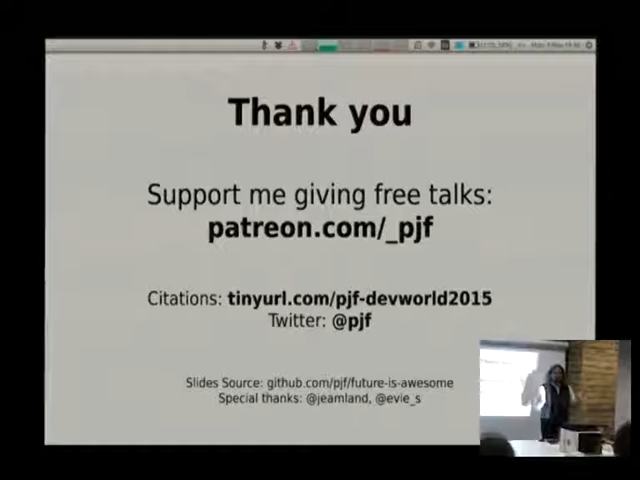 Thank you
Support me giving free talks:
patreon.com/_pjf
Citations: tinyurl.com/pjf-devworld2015
Twitter: @pjf
Slides Source: github.com/pjf/future-is-awesome
Special thanks: @jeamland, @evie_s